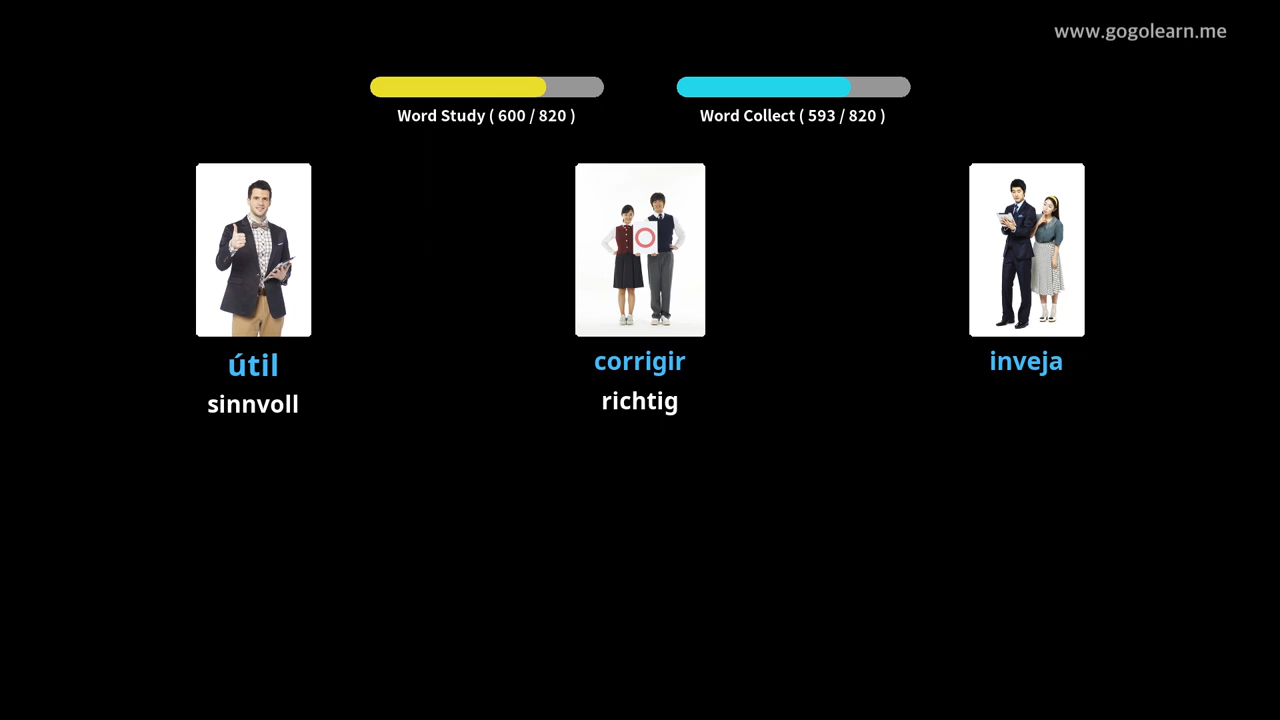 www.gogolearn.me
Word Study ( 600 / 820 )
Word Collect ( 593 / 820 )
útil
sinnvoll
corrigir
richtig
inveja